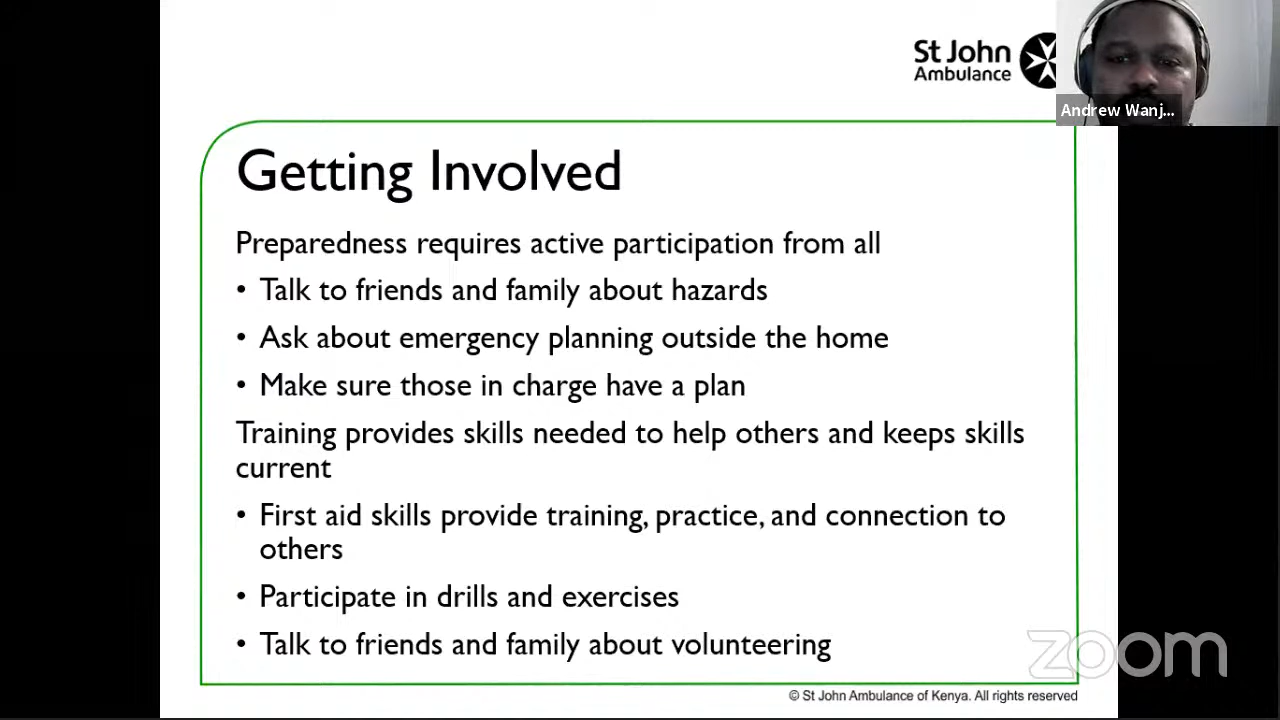 St John
Ambulance
Andrew Wanj...
Getting Involved
Preparedness requires active participation from all
• Talk to friends and family about hazards
• Ask about emergency planning outside the home
• Make sure those in charge have a plan
Training provides skills needed to help others and keeps skills
current
• First aid skills provide training, practice, and connection to
others
• Participate in drills and exercises
• Talk to friends and family about volunteering
zoom
© St John Ambulance of Kenya. All rights reserved